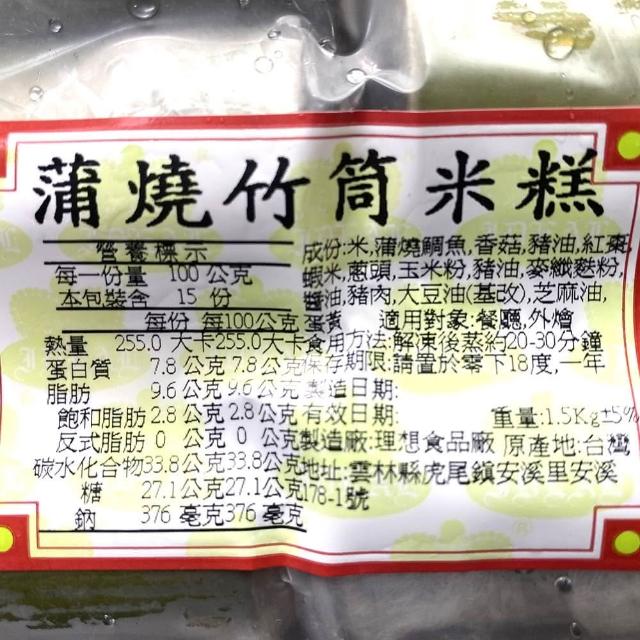 蒲燒竹筒米糕
營養標示
每一份量 100 公克
本包裝含 15 份
每份 每100公克
熱量 255.0 大卡 255.0 大卡
蛋白質 7.8 公克 7.8 公克
脂肪 9.6 公克 9.6 公克
飽和脂肪 2.8 公克 2.8 公克
反式脂肪 0 公克 0 公克
碳水化合物 33.8 公克 33.8 公克
糖 27.1 公克 27.1 公克
鈉 376 毫克 376 毫克
成份:米,蒲燒鯛魚,香菇,豬油,紅棗,
蝦米,蔥頭,玉米粉,豬油,麥纖麩粉,
醬油,豬肉,大豆油(基改),芝麻油,
蛋黃 適用對象:餐廳,外燴
食用方法:解凍後蒸約20-30分鐘
保存期限:請置於零下18度,一年
製造日期:
有效日期: 重量:1.5Kg±5%
製造廠:理想食品廠 原產地:台灣
地址:雲林縣虎尾鎮安溪里安溪
178-1號